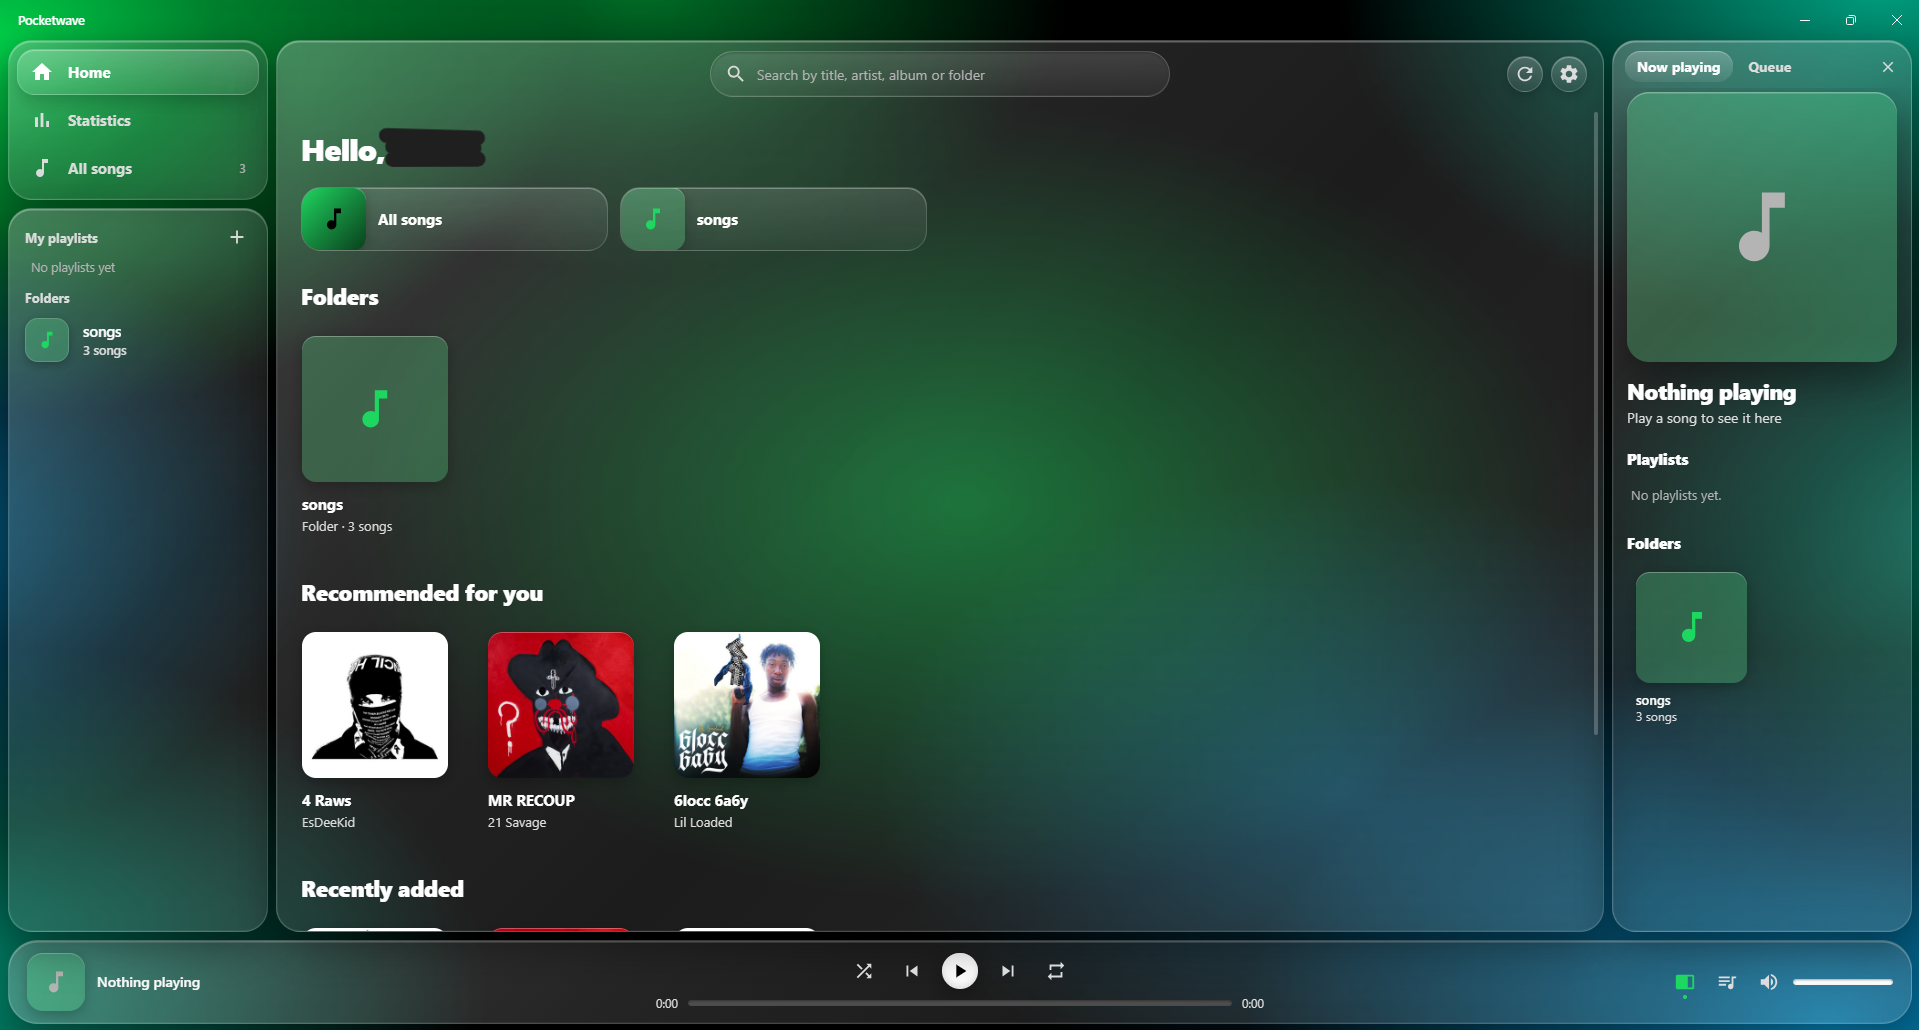 Pocketwave
Home
Statistics
All songs 3
My playlists
No playlists yet
Folders
songs
3 songs
Search by title, artist, album or folder
Hello,
All songs
songs
Folders
songs
Folder · 3 songs
Recommended for you
6locc
6a6y
4 Raws
EsDeeKid
MR RECOUP
21 Savage
6locc 6a6y
Lil Loaded
Recently added
Now playing Queue
Nothing playing
Play a song to see it here
Playlists
No playlists yet.
Folders
songs
3 songs
Nothing playing
0:00 0:00